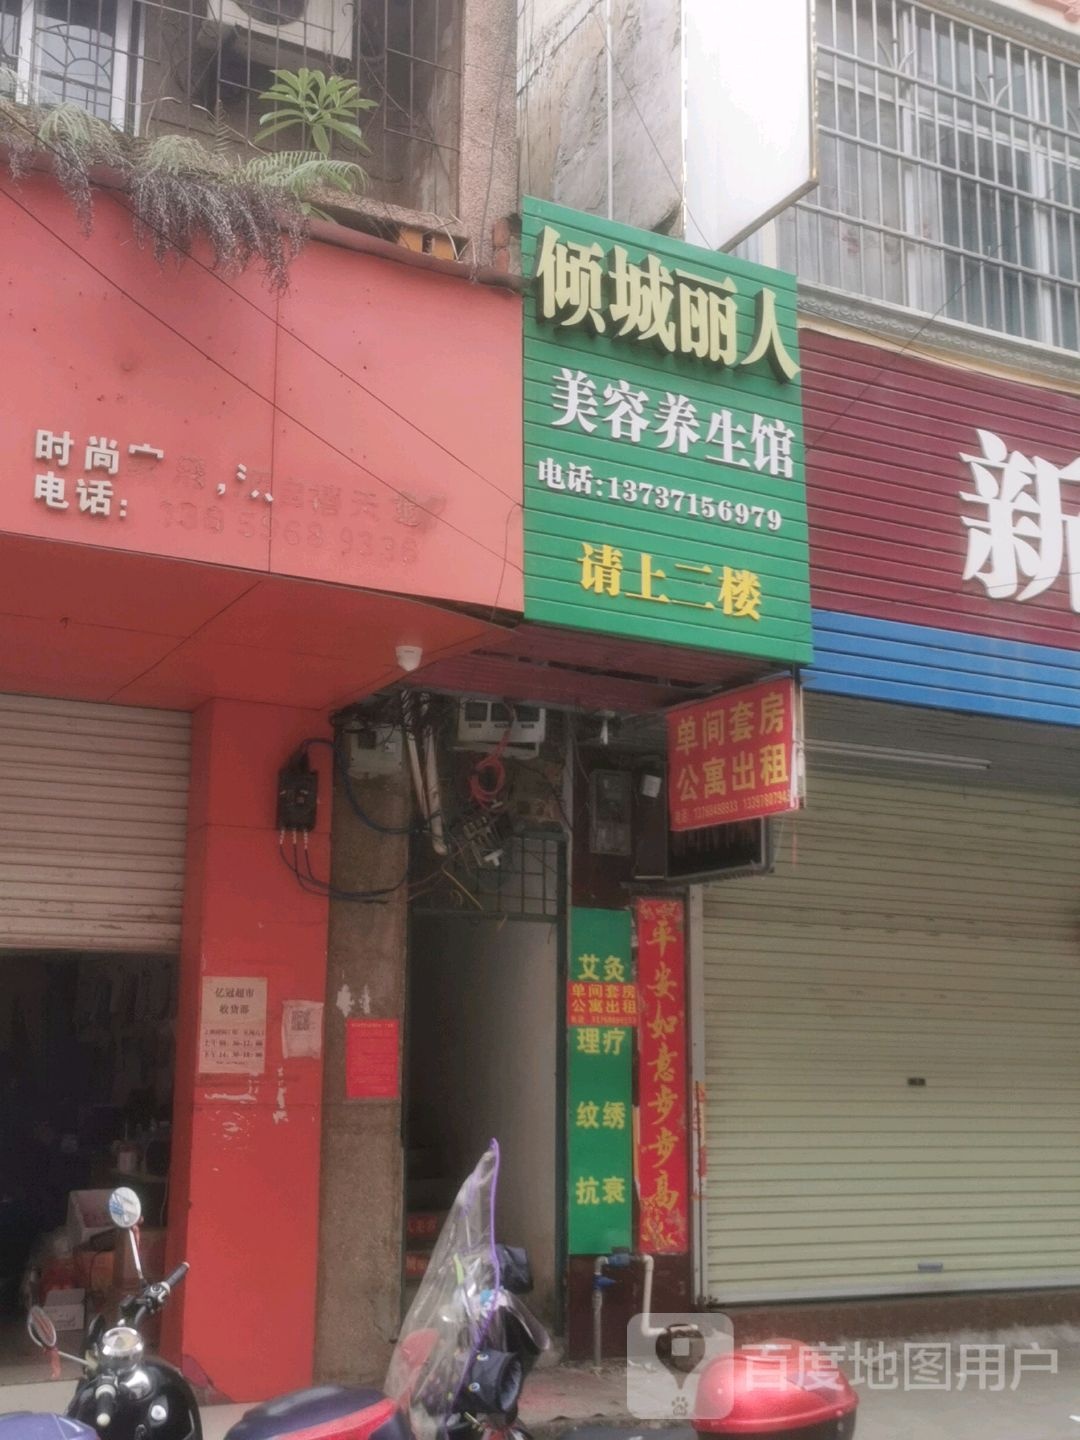 倾城丽人
美容养生馆
电话:13737156979
请上二楼
时尚
电话:
新
单间套房
公寓出租
艾灸
单间套房
公寓出租
理疗
纹绣
抗衰
平安如意步步高
亿冠超市
收货部
百度地图用户